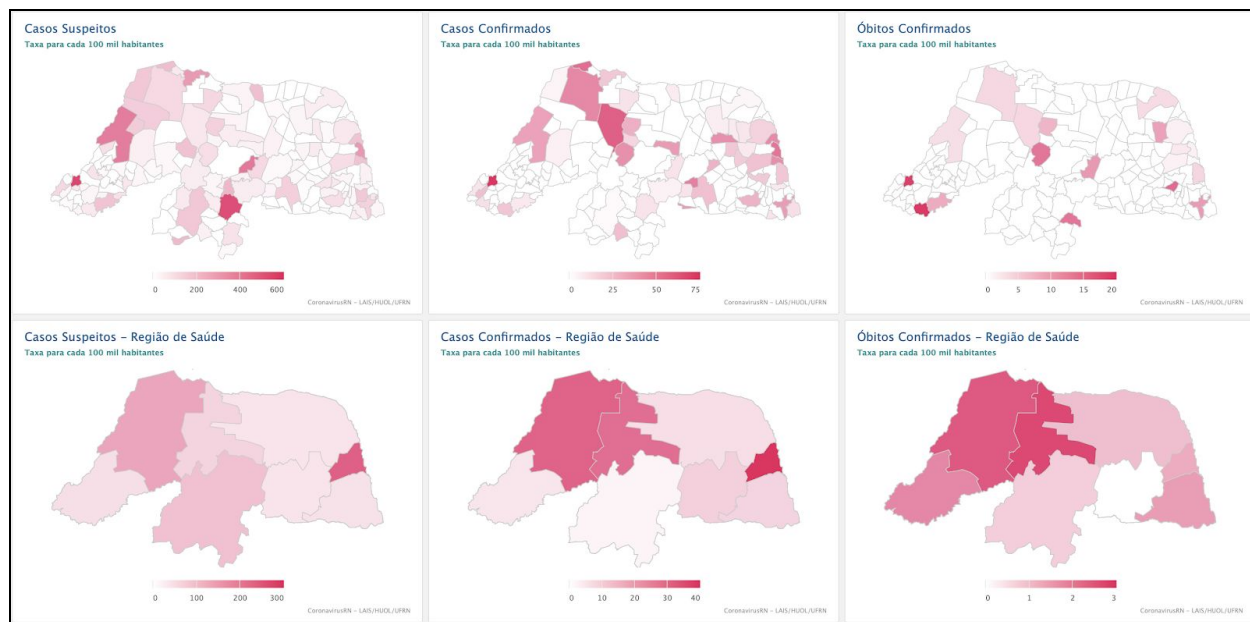 Casos Suspeitos
Taxa para cada 100 mil habitantes
0 200 400 600
CoronavirusRN - LAIS/HUOL/UFRN
Casos Confirmados
Taxa para cada 100 mil habitantes
0 25 50 75
CoronavirusRN - LAIS/HUOL/UFRN
Óbitos Confirmados
Taxa para cada 100 mil habitantes
0 5 10 15 20
CoronavirusRN - LAIS/HUOL/UFRN
Casos Suspeitos - Região de Saúde
Taxa para cada 100 mil habitantes
0 100 200 300
CoronavirusRN - LAIS/HUOL/UFRN
Casos Confirmados - Região de Saúde
Taxa para cada 100 mil habitantes
0 10 20 30 40
CoronavirusRN - LAIS/HUOL/UFRN
Óbitos Confirmados - Região de Saúde
Taxa para cada 100 mil habitantes
0 1 2 3
CoronavirusRN - LAIS/HUOL/UFRN